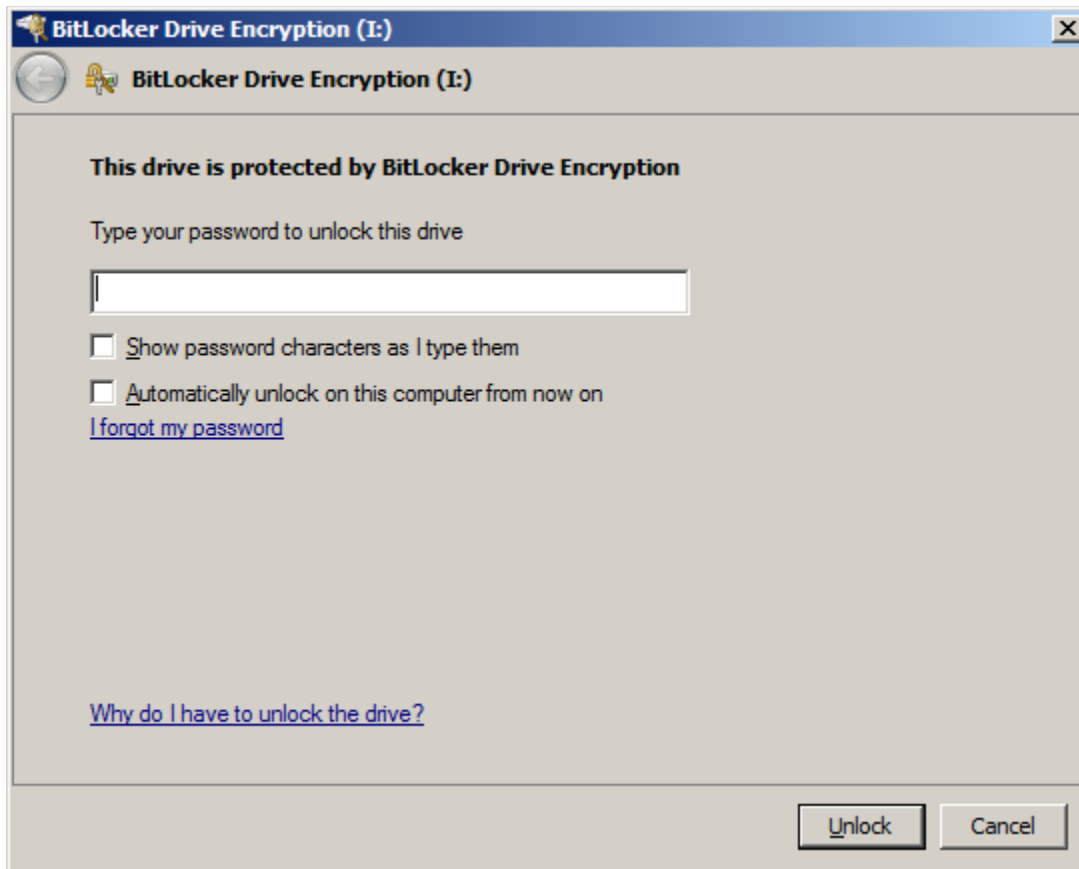 BitLocker Drive Encryption (I:)
BitLocker Drive Encryption (I:)
This drive is protected by BitLocker Drive Encryption
Type your password to unlock this drive
Show password characters as I type them
Automatically unlock on this computer from now on
I forgot my password
Why do I have to unlock the drive?
Unlock Cancel